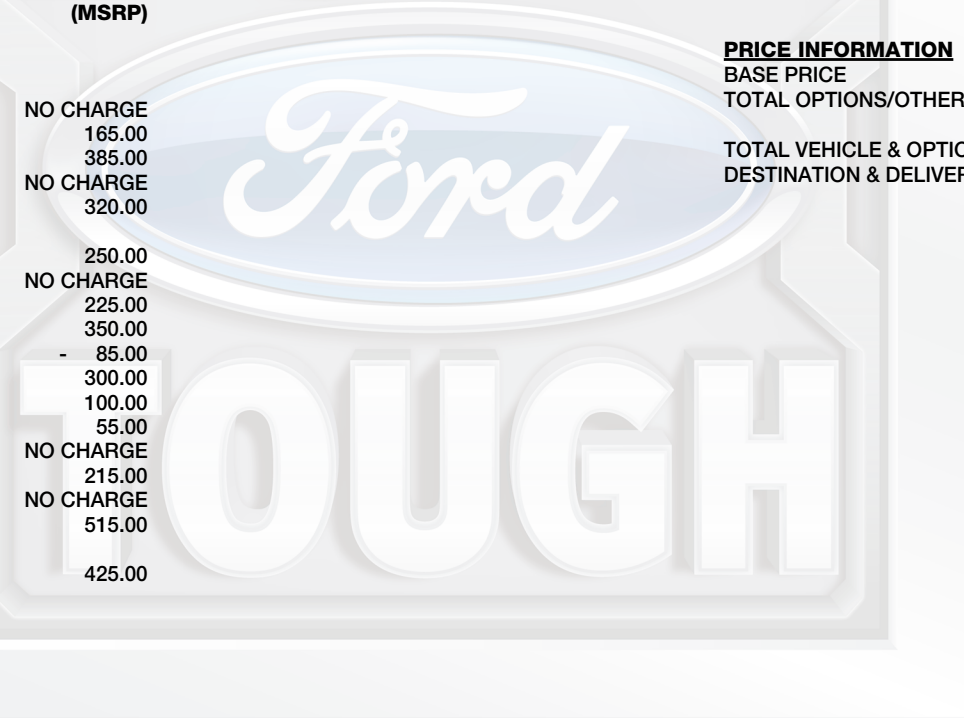 (MSRP)
NO CHARGE
165.00
385.00
NO CHARGE
320.00
250.00
NO CHARGE
225.00
350.00
- 85.00
300.00
100.00
55.00
NO CHARGE
215.00
NO CHARGE
515.00
425.00
PRICE INFORMATION
BASE PRICE
TOTAL OPTIONS/OTHER
TOTAL VEHICLE & OPTIO
DESTINATION & DELIVER
Ford
TOUGH